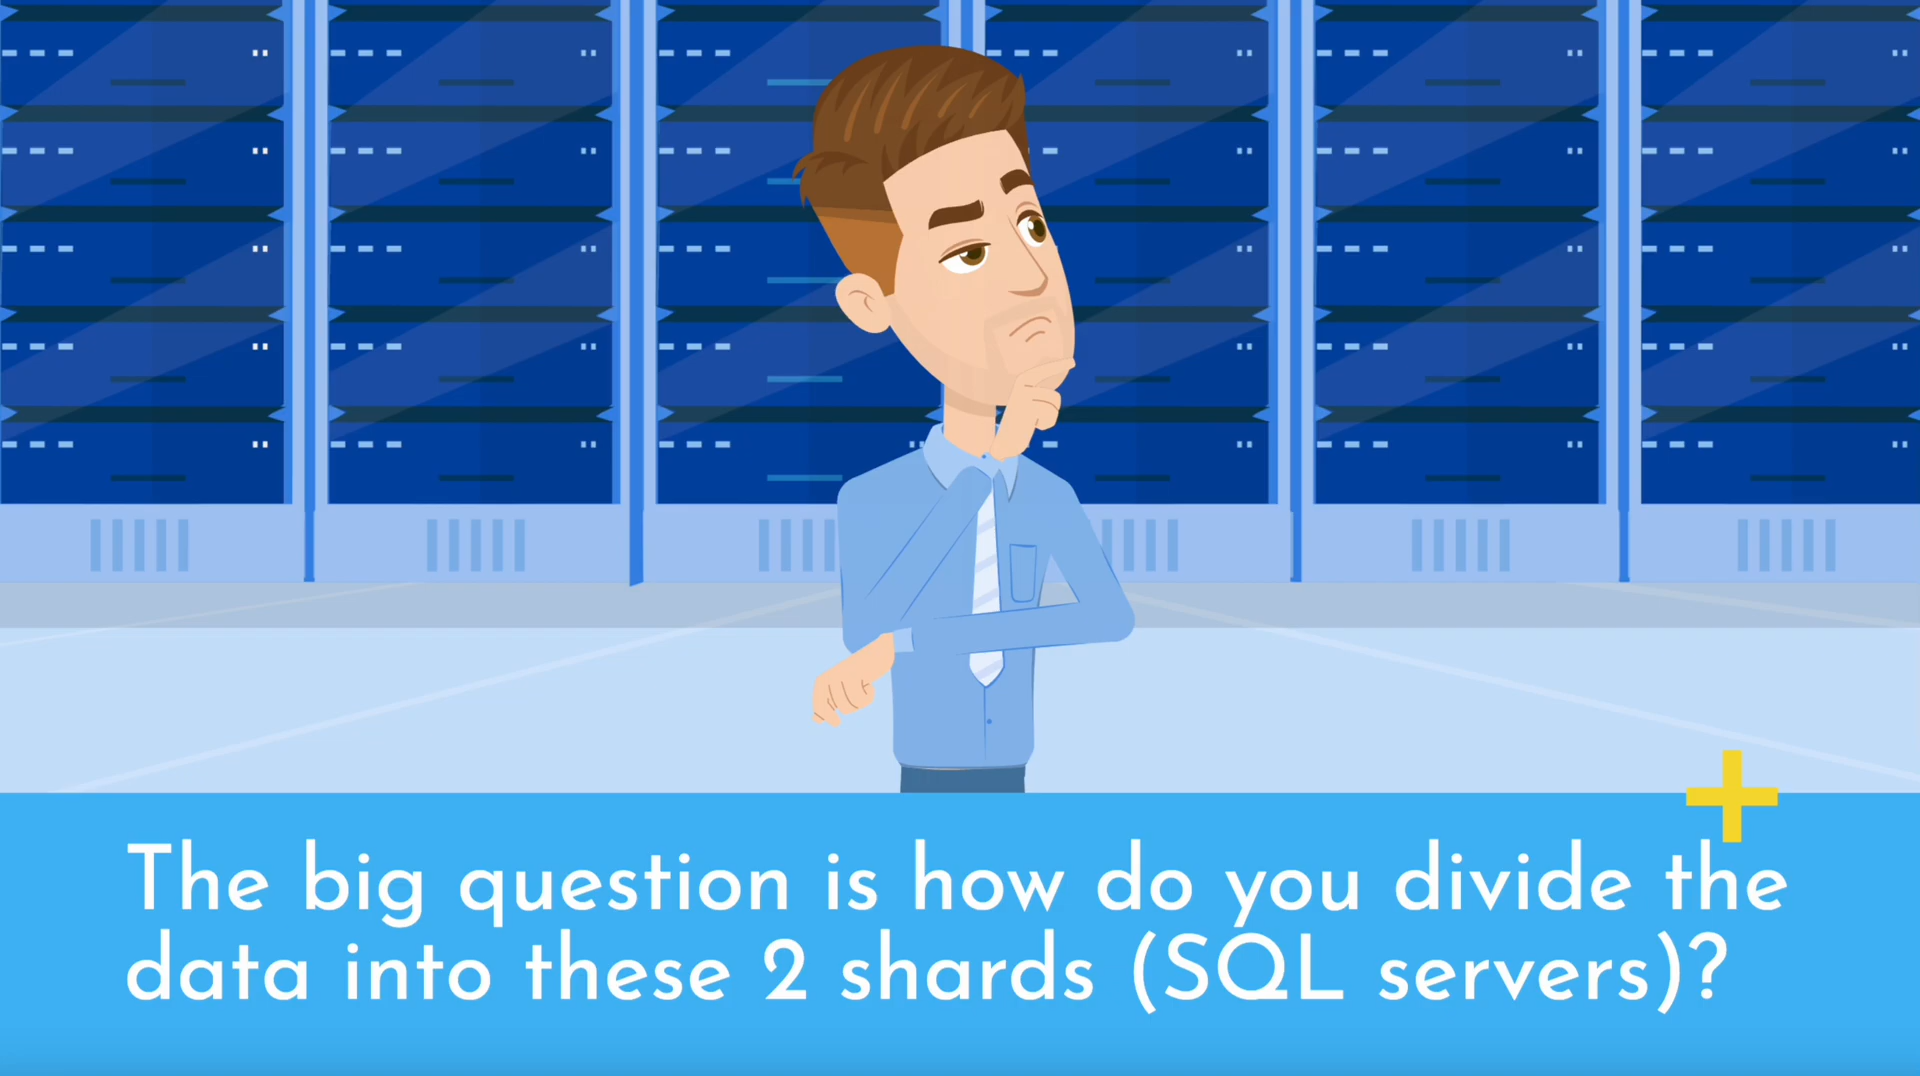 The big question is how do you divide the
data into these 2 shards (SQL servers)?